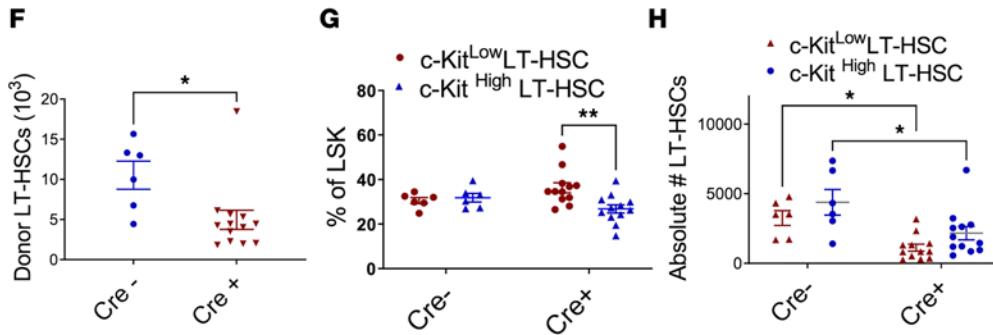 F
*
Donor LT-HSCs (10³)
20
15
10
5
0
Cre -
Cre +
G
c-Kit^Low LT-HSC
c-Kit ^High LT-HSC
**
% of LSK
80
60
40
20
0
Cre-
Cre+
H
c-Kit^Low LT-HSC
c-Kit ^High LT-HSC
*
*
Absolute # LT-HSCs
10000
5000
0
Cre-
Cre+